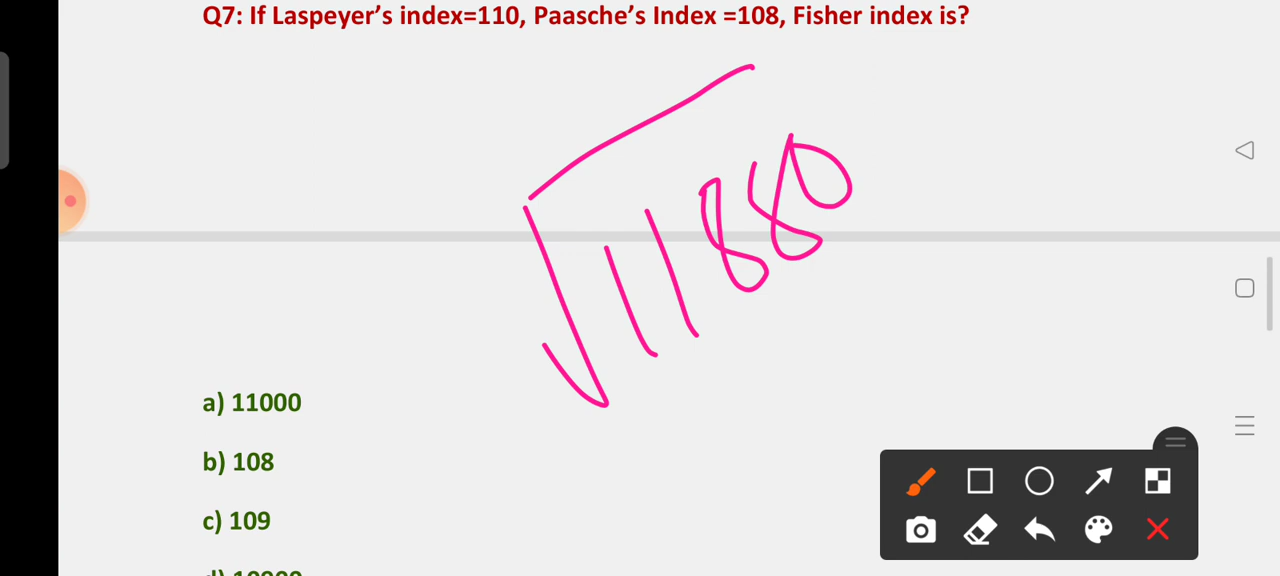 Q7: If Laspeyer’s index=110, Paasche’s Index =108, Fisher index is?
√11880
a) 11000
b) 108
c) 109